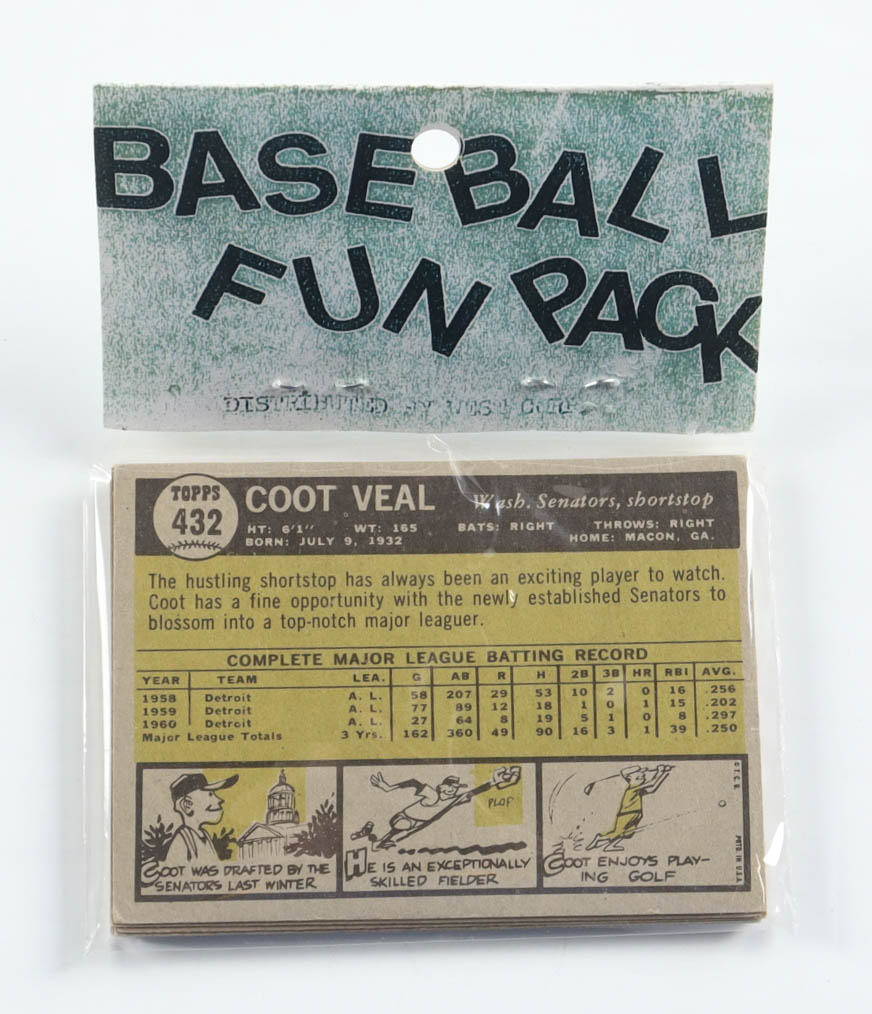 BASEBALL
FUN PACK
DISTRIBUTED BY WEST
TOPPS
432
COOT VEAL
Wash. Senators, shortstop
HT: 6'1" WT: 165 BATS: RIGHT THROWS: RIGHT
BORN: JULY 9, 1932 HOME: MACON, GA.
The hustling shortstop has always been an exciting player to watch.
Coot has a fine opportunity with the newly established Senators to
blossom into a top-notch major leaguer.
COMPLETE MAJOR LEAGUE BATTING RECORD
YEAR TEAM LEA. G AB R H 2B 3B HR RBI AVG.
1958 Detroit A. L. 58 207 29 53 10 2 0 16 .256
1959 Detroit A. L. 77 89 12 18 1 0 1 15 .202
1960 Detroit A. L. 27 64 8 19 5 1 0 8 .297
Major League Totals 3 Yrs. 162 360 49 90 16 3 1 39 .250
COOT WAS DRAFTED BY THE
SENATORS LAST WINTER
PLOP
HE IS AN EXCEPTIONALLY
SKILLED FIELDER
COOT ENJOYS PLAY-
ING GOLF
©T.C.G. PRTD. IN U.S.A.